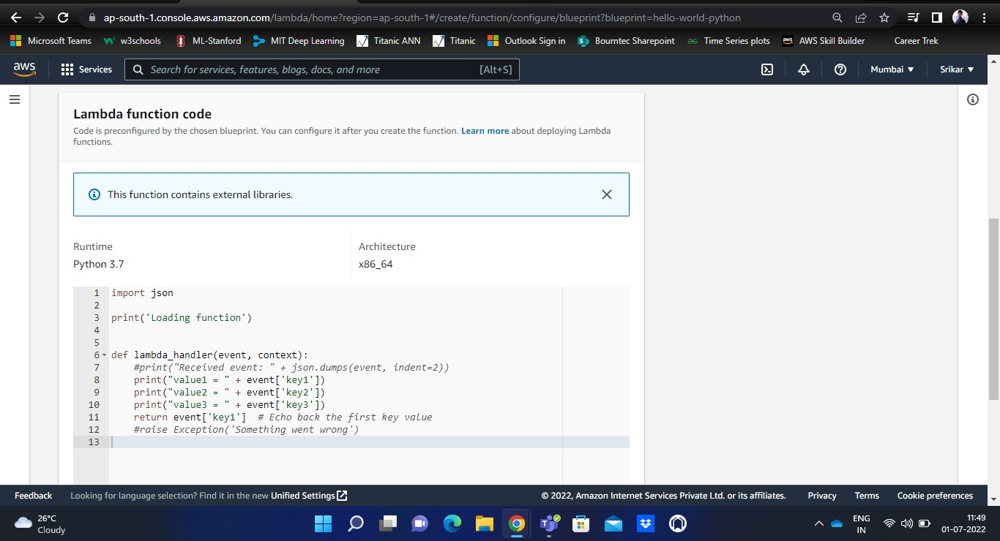 ap-south-1.console.aws.amazon.com/lambda/home?region=ap-south-1#/create/function/configure/blueprint?blueprint=hello-world-python
Microsoft Teams w3schools ML-Stanford MIT Deep Learning Titanic ANN Titanic Outlook Sign in Bourntec Sharepoint Time Series plots aws AWS Skill Builder Career Trek
aws Services Search for services, features, blogs, docs, and more [Alt+S] Mumbai ▼ Srikar ▼
Lambda function code
Code is preconfigured by the chosen blueprint. You can configure it after you create the function. Learn more about deploying Lambda
functions.
This function contains external libraries.
Runtime Architecture
Python 3.7 x86_64
1 import json
2
3 print('Loading function')
4
5
6 def lambda_handler(event, context):
7 #print("Received event: " + json.dumps(event, indent=2))
8 print("value1 = " + event['key1'])
9 print("value2 = " + event['key2'])
10 print("value3 = " + event['key3'])
11 return event['key1'] # Echo back the first key value
12 #raise Exception('Something went wrong')
13
Feedback Looking for language selection? Find it in the new Unified Settings © 2022, Amazon Internet Services Private Ltd. or its affiliates. Privacy Terms Cookie preferences
26°C
Cloudy
ENG
IN
11:49
01-07-2022